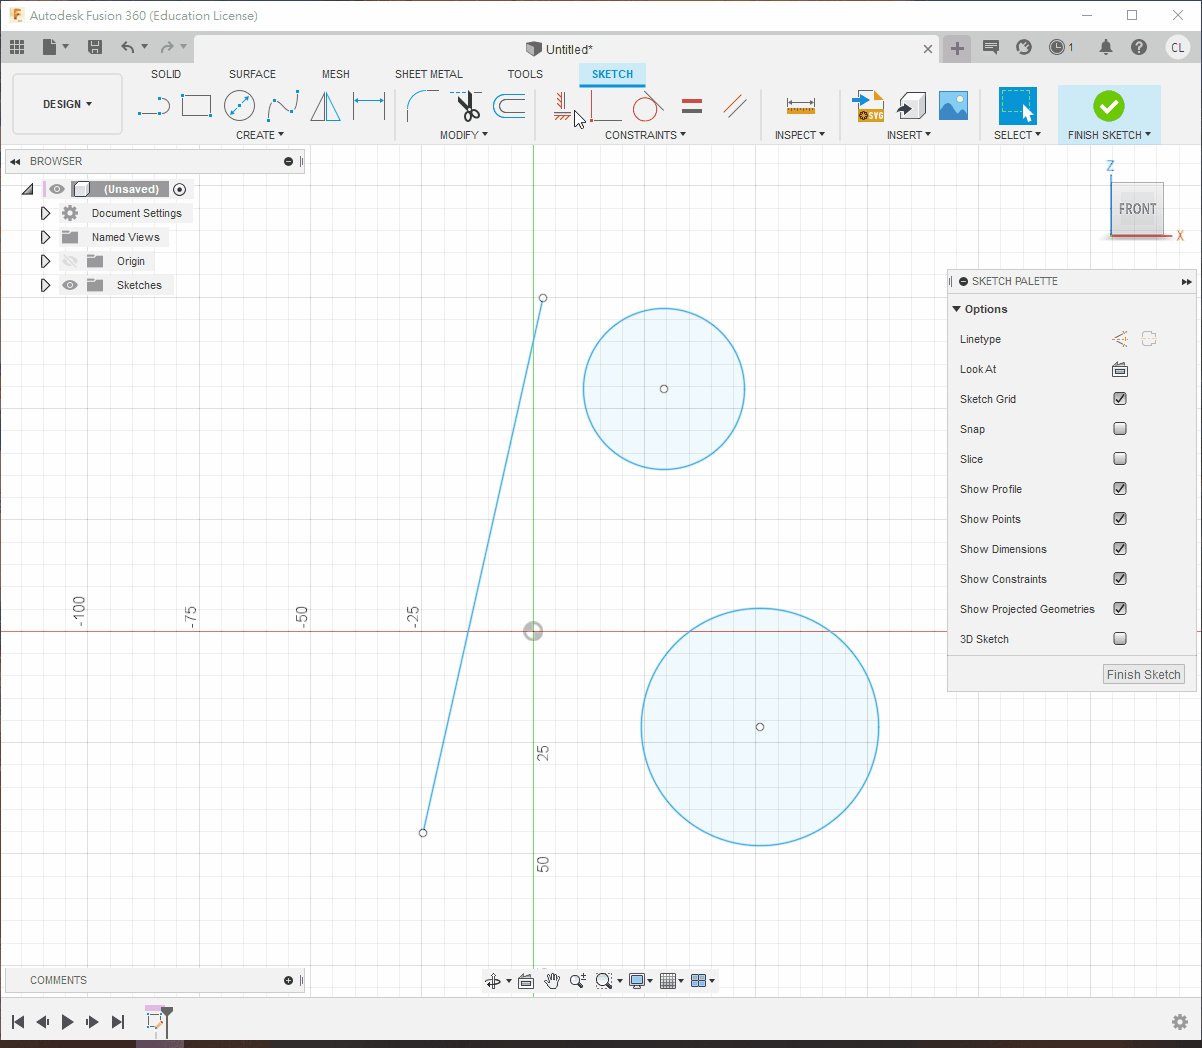 Autodesk Fusion 360 (Education License)
Untitled*
1
CL
DESIGN
SOLID
SURFACE
MESH
SHEET METAL
TOOLS
SKETCH
CREATE
MODIFY
CONSTRAINTS
INSPECT
SVG
INSERT
SELECT
FINISH SKETCH
BROWSER
(Unsaved)
Document Settings
Named Views
Origin
Sketches
Z
FRONT
X
SKETCH PALETTE
Options
Linetype
Look At
Sketch Grid
Snap
Slice
Show Profile
Show Points
Show Dimensions
Show Constraints
Show Projected Geometries
3D Sketch
Finish Sketch
-100
-75
-50
-25
25
50
COMMENTS